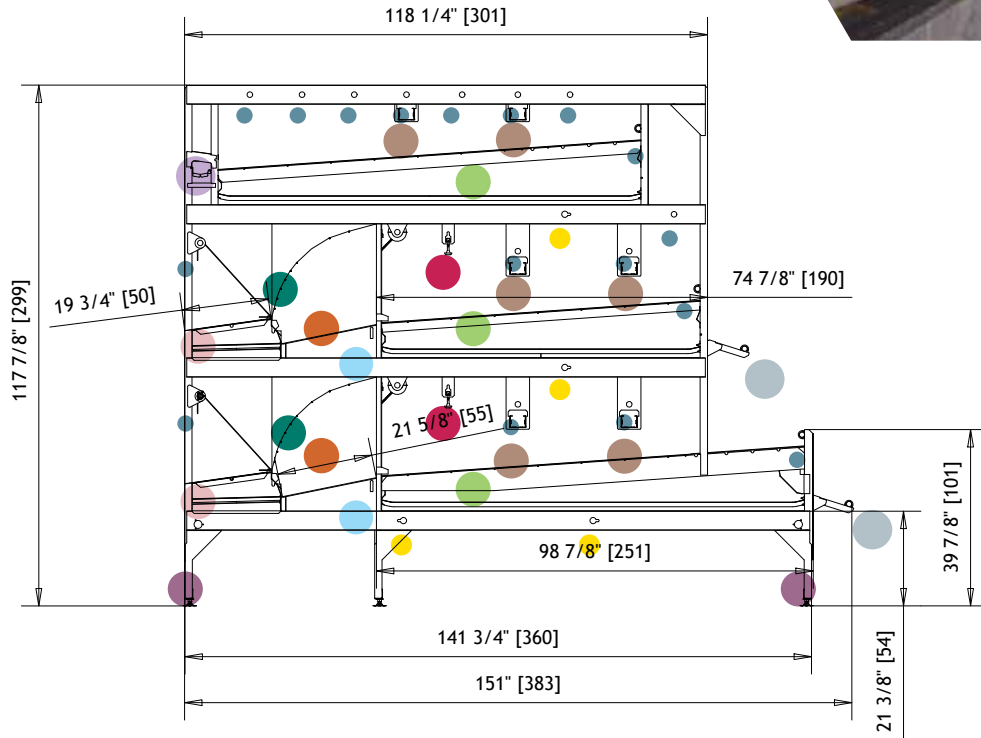 118 1/4" [301]
117 7/8" [299]
19 3/4" [50]
74 7/8" [190]
21 5/8" [55]
39 7/8" [101]
98 7/8" [251]
21 3/8" [54]
141 3/4" [360]
151" [383]